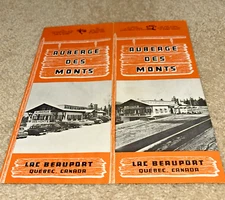 AUBERGE
DES
MONTS
LAC BEAUPORT
QUEBEC, CANADA
AUBERGE
DES
MONTS
LAC BEAUPORT
QUEBEC, CANADA